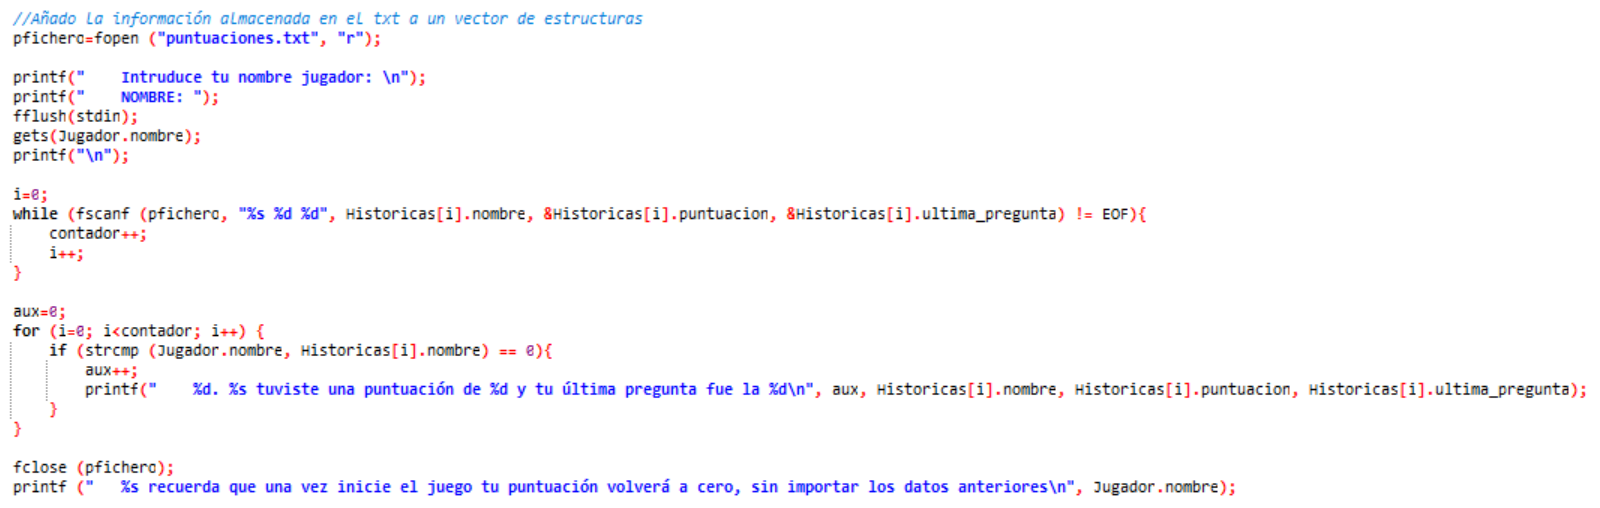 //Añado la información almacenada en el txt a un vector de estructuras
pfichero=fopen ("puntuaciones.txt", "r");
printf("    Intruduce tu nombre jugador: \n");
printf("    NOMBRE: ");
fflush(stdin);
gets(Jugador.nombre);
printf("\n");
i=0;
while (fscanf (pfichero, "%s %d %d", Historicas[i].nombre, &Historicas[i].puntuacion, &Historicas[i].ultima_pregunta) != EOF){
    contador++;
    i++;
}
aux=0;
for (i=0; i<contador; i++) {
    if (strcmp (Jugador.nombre, Historicas[i].nombre) == 0){
        aux++;
        printf("    %d. %s tuviste una puntuación de %d y tu última pregunta fue la %d\n", aux, Historicas[i].nombre, Historicas[i].puntuacion, Historicas[i].ultima_pregunta);
    }
}
fclose (pfichero);
printf ("   %s recuerda que una vez inicie el juego tu puntuación volverá a cero, sin importar los datos anteriores\n", Jugador.nombre);